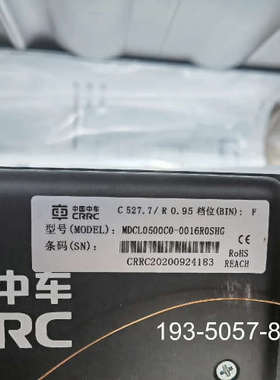 中国中车
CRRC
C 527.7/ R 0.95 档位(BIN): F
型号(MODEL): MDCL0500C0-0016R0SHG
条码(SN):
CE
RoHS
CRRC20200924183
REACH
中车
RRC
193-5057-8